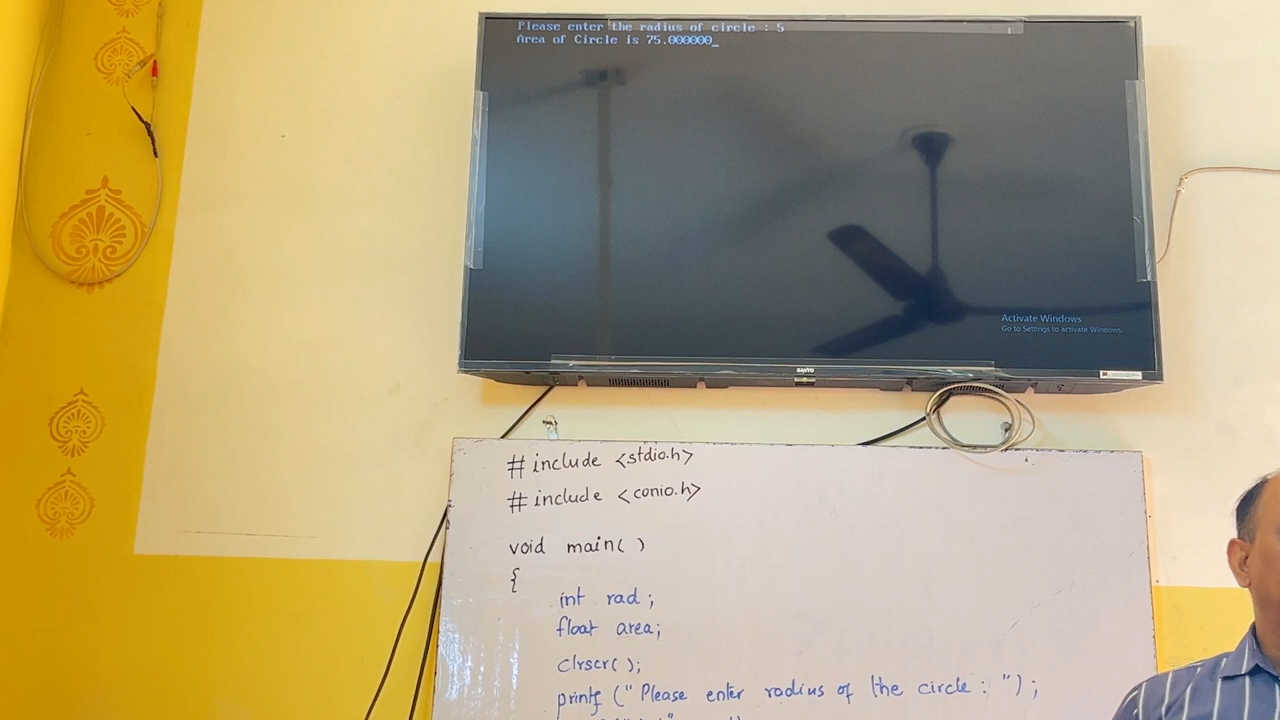 Please enter the radius of circle : 5
Area of Circle is 75.000000_
Activate Windows
Go to Settings to activate Windows.
SANYO
# include <stdio.h>
# include <conio.h>
void main( )
{
int rad ;
float area;
clrscr( );
printf ("Please enter radius of the circle : ") ;